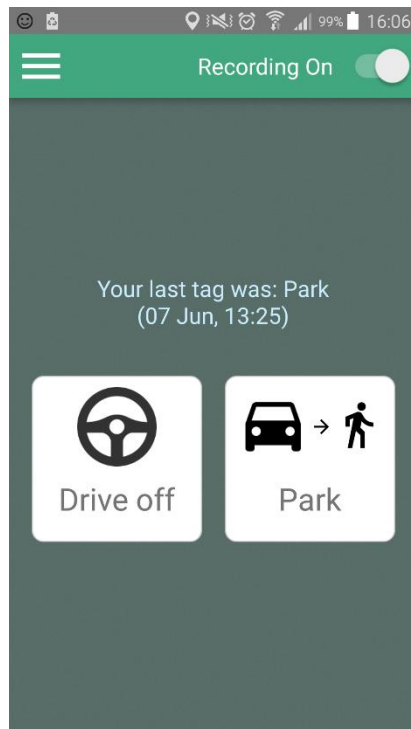 99% 16:06
Recording On
Your last tag was: Park
(07 Jun, 13:25)
Drive off Park